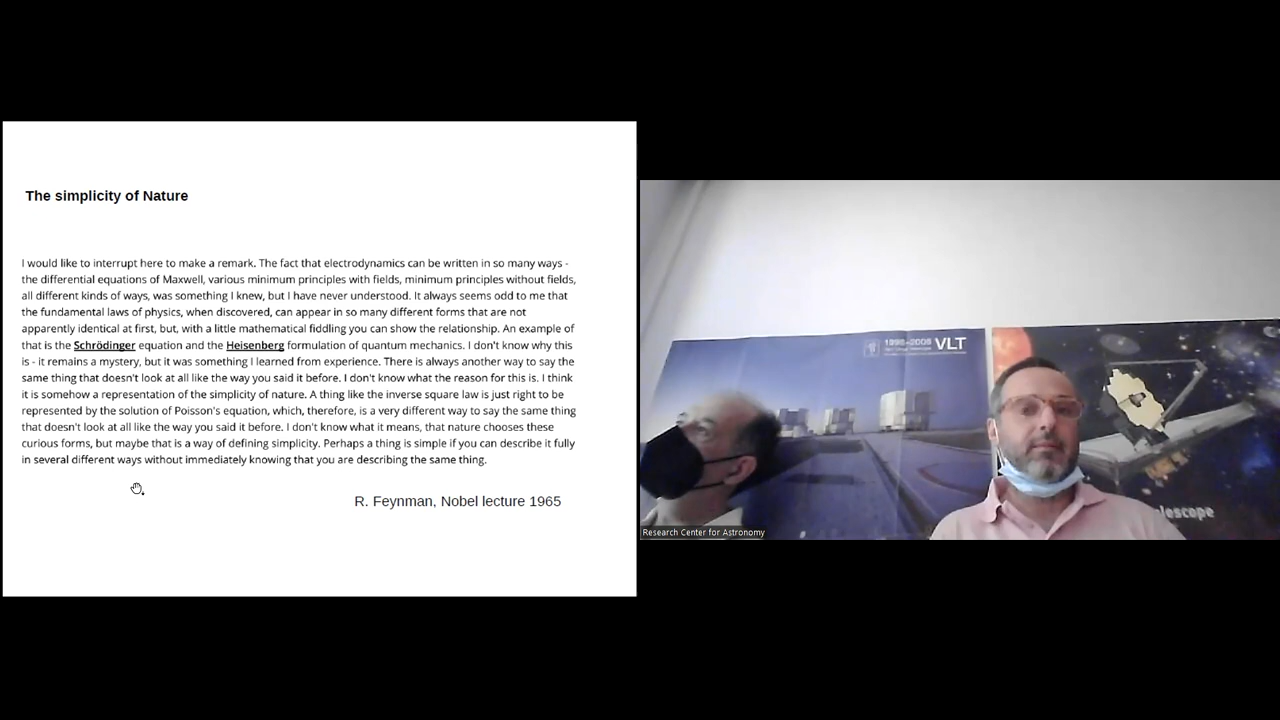 The simplicity of Nature
I would like to interrupt here to make a remark. The fact that electrodynamics can be written in so many ways -
the differential equations of Maxwell, various minimum principles with fields, minimum principles without fields,
all different kinds of ways, was something I knew, but I have never understood. It always seems odd to me that
the fundamental laws of physics, when discovered, can appear in so many different forms that are not
apparently identical at first, but, with a little mathematical fiddling you can show the relationship. An example of
that is the Schrödinger equation and the Heisenberg formulation of quantum mechanics. I don't know why this
is - it remains a mystery, but it was something I learned from experience. There is always another way to say the
same thing that doesn't look at all like the way you said it before. I don't know what the reason for this is. I think
it is somehow a representation of the simplicity of nature. A thing like the inverse square law is just right to be
represented by the solution of Poisson's equation, which, therefore, is a very different way to say the same thing
that doesn't look at all like the way you said it before. I don't know what it means, that nature chooses these
curious forms, but maybe that is a way of defining simplicity. Perhaps a thing is simple if you can describe it fully
in several different ways without immediately knowing that you are describing the same thing.
R. Feynman, Nobel lecture 1965
VLT
elescope
Research Center for Astronomy